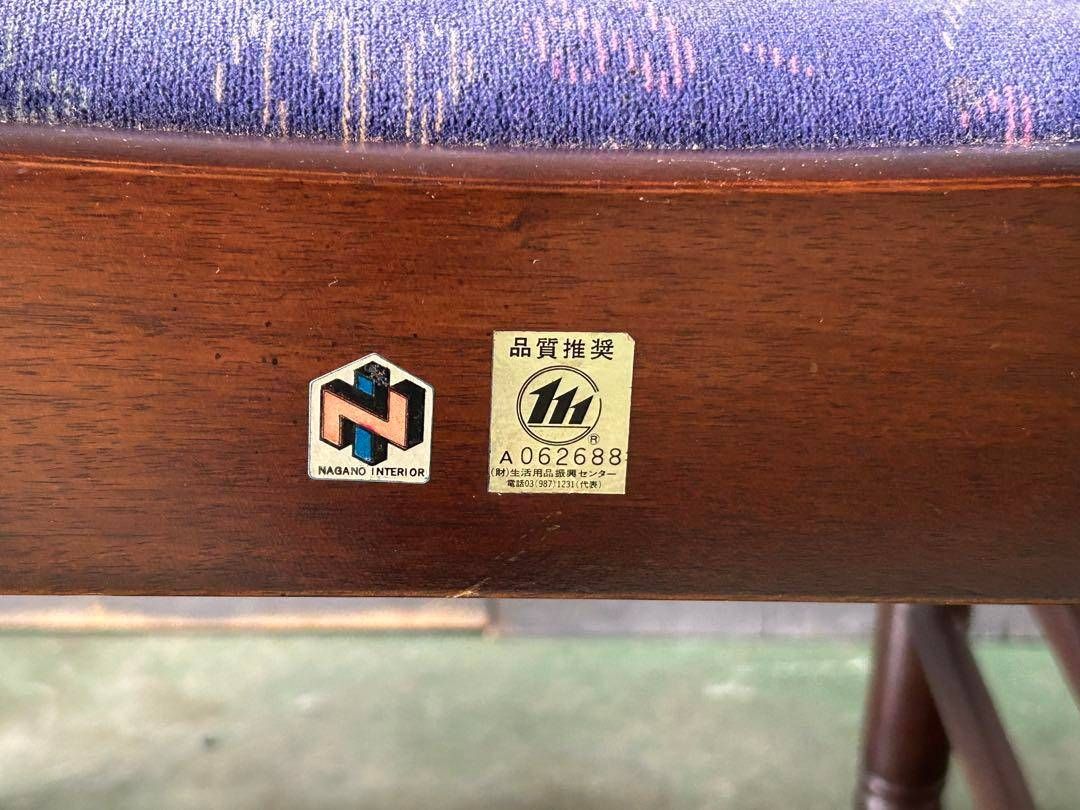 NAGANO INTERIOR
品質推奨
®
A062688
(財)生活用品振興センター
電話03(987)1231(代表)